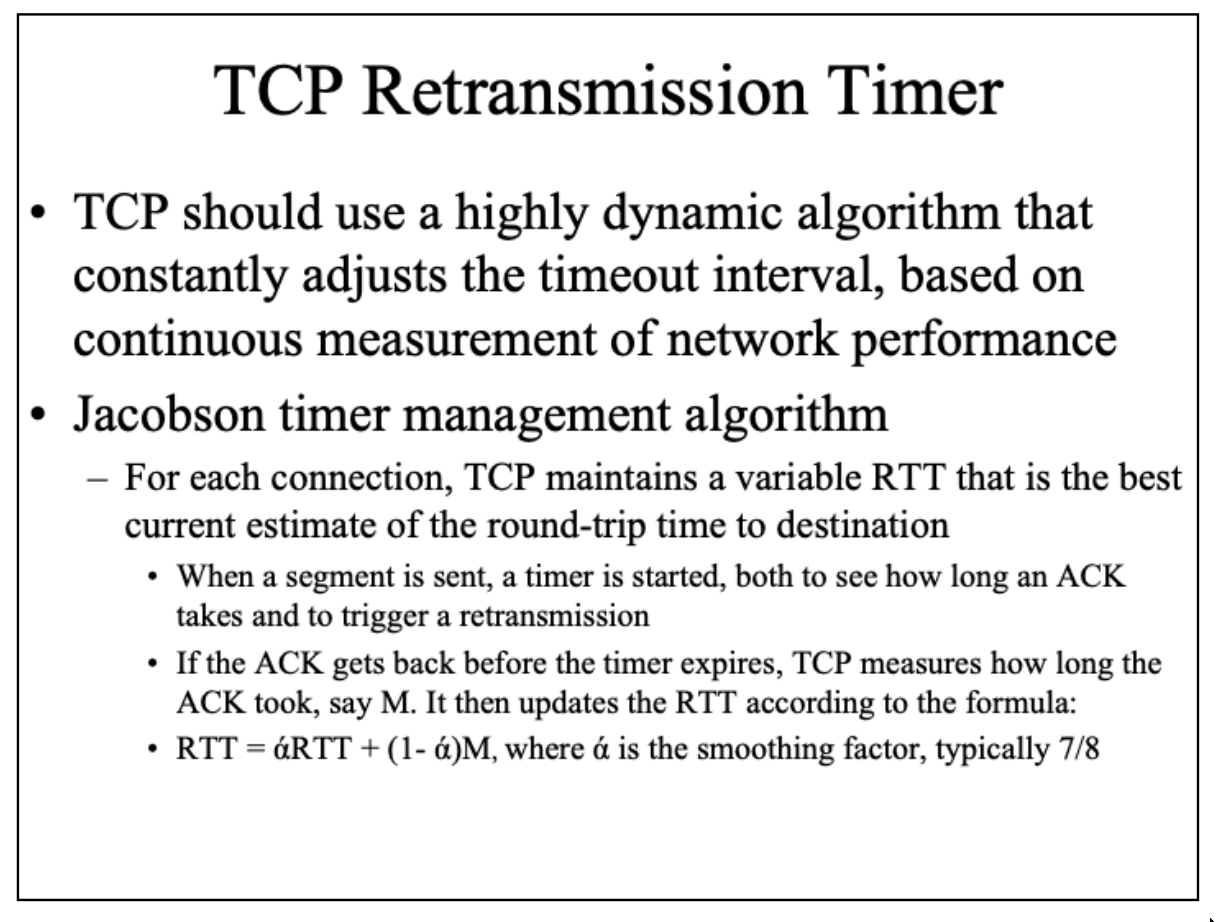 TCP Retransmission Timer
• TCP should use a highly dynamic algorithm that
constantly adjusts the timeout interval, based on
continuous measurement of network performance
• Jacobson timer management algorithm
– For each connection, TCP maintains a variable RTT that is the best
current estimate of the round-trip time to destination
• When a segment is sent, a timer is started, both to see how long an ACK
takes and to trigger a retransmission
• If the ACK gets back before the timer expires, TCP measures how long the
ACK took, say M. It then updates the RTT according to the formula:
• RTT = άRTT + (1- ά)M, where ά is the smoothing factor, typically 7/8